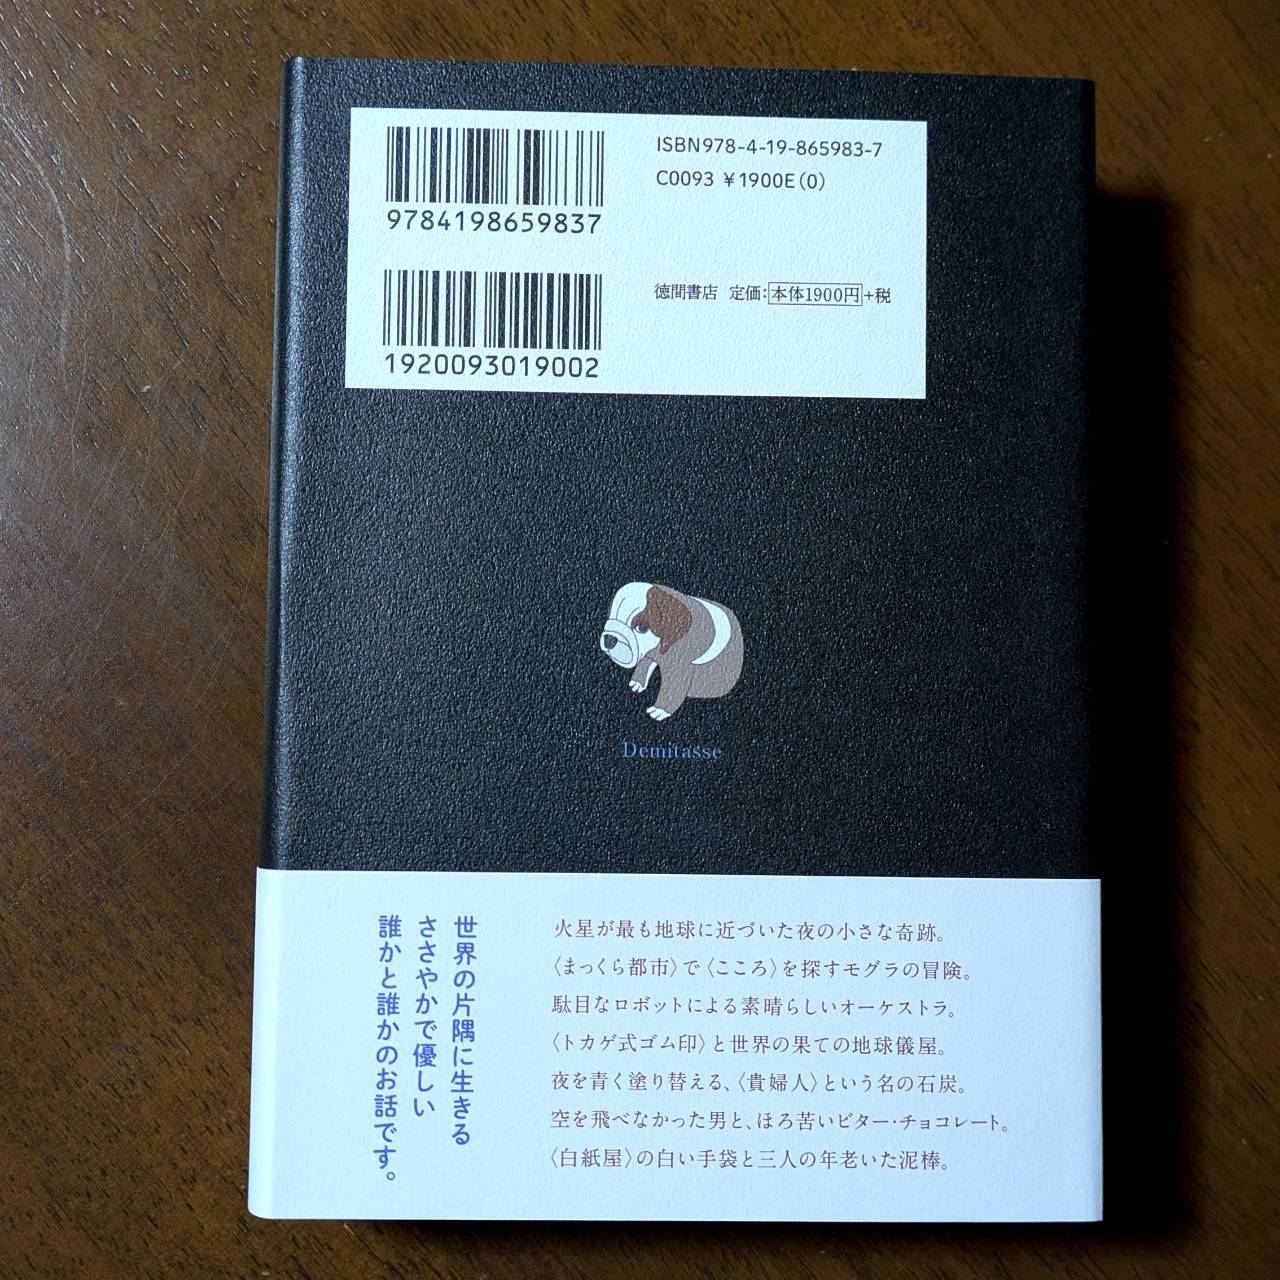 ISBN978-4-19-865983-7
C0093 ¥1900E(0)
9784198659837
徳間書店 定価：本体1900円+税
1920093019002
Demitasse
世界の片隅に生きる
ささやかで優しい
誰かと誰かのお話です。
火星が最も地球に近づいた夜の小さな奇跡。
〈まっくら都市〉で〈こころ〉を探すモグラの冒険。
駄目なロボットによる素晴らしいオーケストラ。
〈トカゲ式ゴム印〉と世界の果ての地球儀屋。
夜を青く塗り替える、〈貴婦人〉という名の石炭。
空を飛べなかった男と、ほろ苦いビター・チョコレート。
〈白紙屋〉の白い手袋と三人の年老いた泥棒。